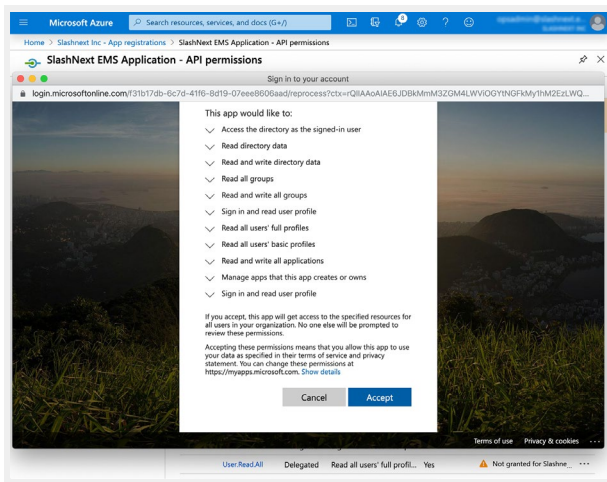 Microsoft Azure
Search resources, services, and docs (G+/)
8
?
Home > Slashnext Inc - App registrations > SlashNext EMS Application - API permissions
SlashNext EMS Application - API permissions
Sign in to your account
login.microsoftonline.com/f31b17db-6c7d-41f6-8d19-07eee8606aad/reprocess?ctx=
This app would like to:
Access the directory as the signed-in user
Read directory data
Read and write directory data
Read all groups
Read and write all groups
Sign in and read user profile
Read all users' full profiles
Read all users' basic profiles
Read and write all applications
Manage apps that this app creates or owns
Sign in and read user profile
If you accept, this app will get access to the specified resources for
all users in your organization. No one else will be prompted to
review these permissions.
Accepting these permissions means that you allow this app to use
your data as specified in their terms of service and privacy
statement. You can change these permissions at
https://myapps.microsoft.com. Show details
Cancel Accept
Terms of use Privacy & cookies ...
User.Read.All Delegated Read all users' full profil... Yes Not granted for Slashne... ...